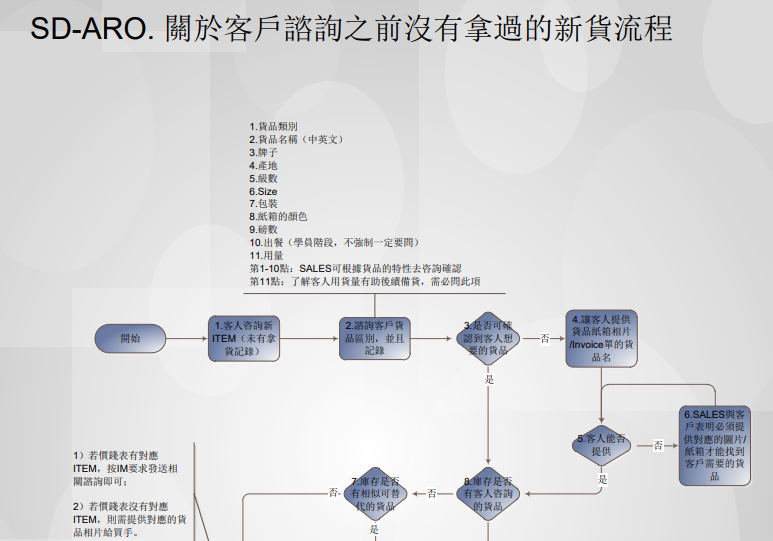 SD-ARO. 關於客戶諮詢之前沒有拿過的新貨流程
1.貨品類別
2.貨品名稱（中英文）
3.牌子
4.產地
5.級數
6.Size
7.包裝
8.紙箱的顏色
9.磅數
10.出餐（學員階段，不強制一定要問）
11.用量
第1-10點：SALES可根據貨品的特性去咨詢確認
第11點：了解客人用貨量有助後續備貨，需必問此項
開始
1.客人咨詢新
ITEM（未有拿
貨記錄）
2.諮詢客戶貨
品區別，並且
記錄
3.是否可確
認到客人想
要的貨品
否
4.讓客人提供
貨品紙箱相片
/Invoice單的貨
品名
是
5.客人能否
提供
否
6.SALES與客
戶表明必須提
供對應的圖片/
紙箱才能找到
客戶需要的貨
品
是
1）若價錢表有對應
ITEM，按IM要求發送相
關諮詢即可；
2）若價錢表沒有對應
ITEM，則需提供對應的貨
品相片給買手。
否
7.庫存是否
有相似可替
代的貨品
否
8.庫存是否
有客人咨詢
的貨品
是